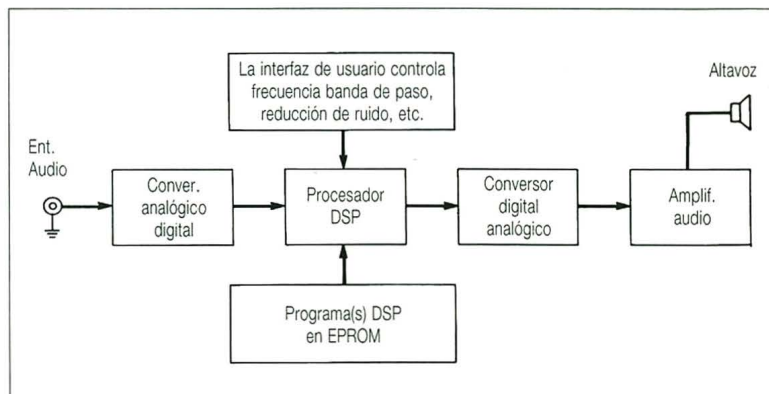 La interfaz de usuario controla
frecuencia banda de paso,
reducción de ruido, etc.
Altavoz
Ent.
Audio
Conver.
analógico
digital
Procesador
DSP
Conversor
digital
analógico
Amplif.
audio
Programa(s) DSP
en EPROM